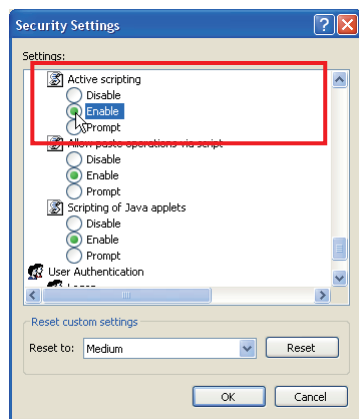 Security Settings
Settings:
Active scripting
Disable
Enable
Prompt
Allow paste operations via script
Disable
Enable
Prompt
Scripting of Java applets
Disable
Enable
Prompt
User Authentication
Logon
Reset custom settings
Reset to: Medium Reset
OK Cancel